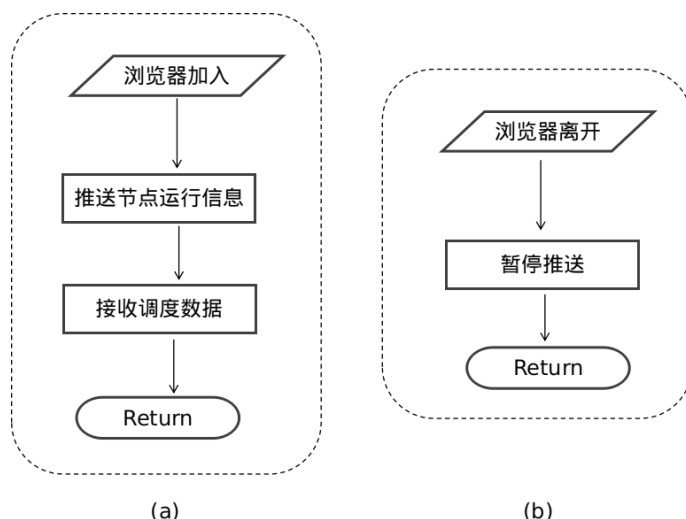 浏览器加入
推送节点运行信息
接收调度数据
Return
(a)
浏览器离开
暂停推送
Return
(b)